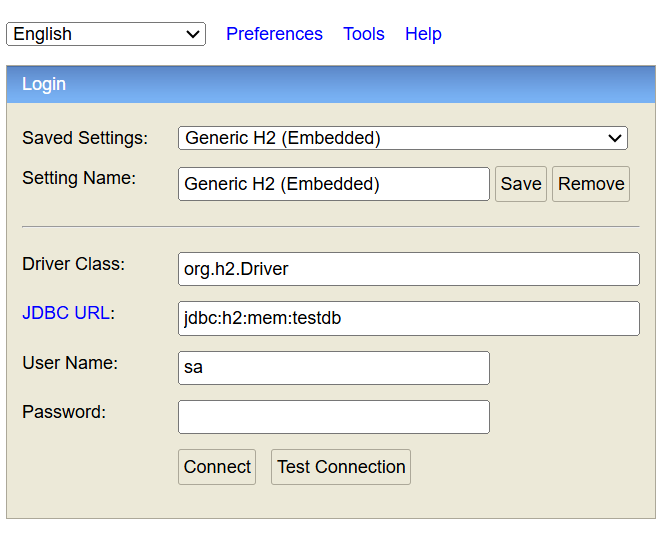 English Preferences Tools Help
Login
Saved Settings: Generic H2 (Embedded)
Setting Name: Generic H2 (Embedded) Save Remove
Driver Class: org.h2.Driver
JDBC URL: jdbc:h2:mem:testdb
User Name: sa
Password:
Connect Test Connection